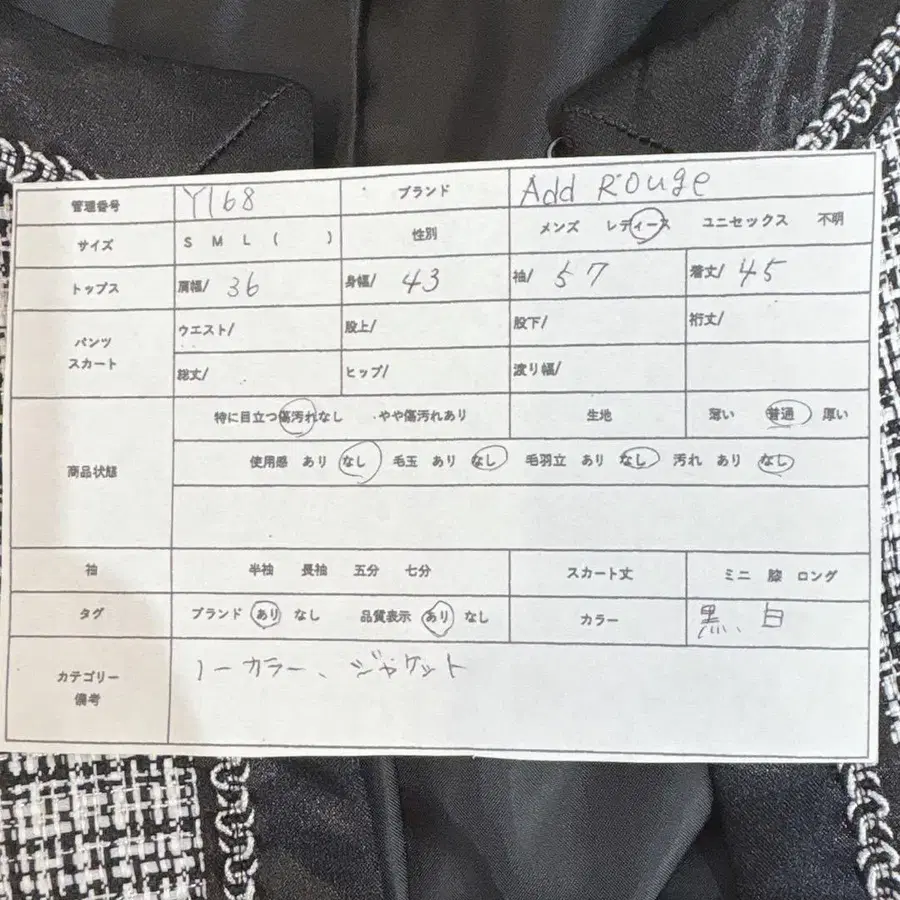 管理番号 Y168 ブランド Add Rouge
サイズ S M L ( ) 性別 メンズ レディース ユニセックス 不明
トップス 肩幅/ 36 身幅/ 43 袖/ 57 着丈/ 45
パンツ スカート ウエスト/ 股上/ 股下/ 裄丈/
総丈/ ヒップ/ 渡り幅/
商品状態 特に目立つ傷汚れなし ・やや傷汚れあり 生地 薄い 普通 厚い
使用感 あり なし 毛玉 あり なし 毛羽立 あり なし 汚れ あり なし
袖 半袖 長袖 五分 七分 スカート丈 ミニ 膝 ロング
タグ ブランド あり なし 品質表示 あり なし カラー 黒、白
カテゴリー 備考 ノーカラー、ジャケット